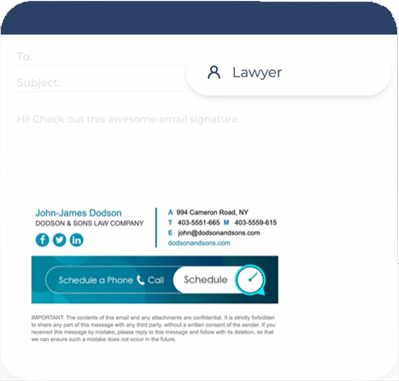 To:
Lawyer
Subject:
Hi! Check out this awesome email signature.
John-James Dodson
DODSON & SONS LAW COMPANY
A 994 Cameron Road, NY
T 403-5551-665 M 403-5559-615
E john@dodsonandsons.com
dodsonandsons.com
Schedule a Phone Call
Schedule
IMPORTANT: The contents of this email and any attachments are confidential. It is strictly forbidden
to share any part of this message with any third party, without a written consent of the sender. If you
received this message by mistake, please reply to this message and follow with its deletion, so that
we can ensure such a mistake does not occur in the future.